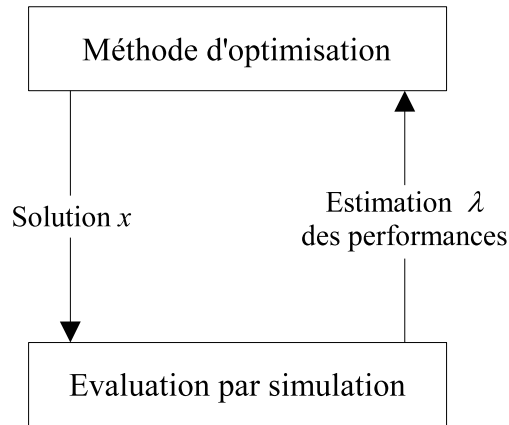 Méthode d'optimisation
Solution x
Estimation λ
des performances
Evaluation par simulation